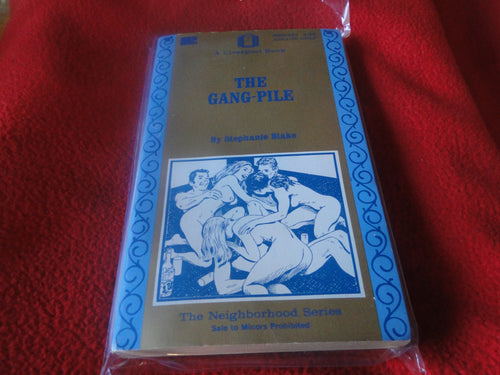 A Liverpool Book
THE
GANG-PILE
By Stephanie Blake
The Neighborhood Series
Sale to Minors Prohibited